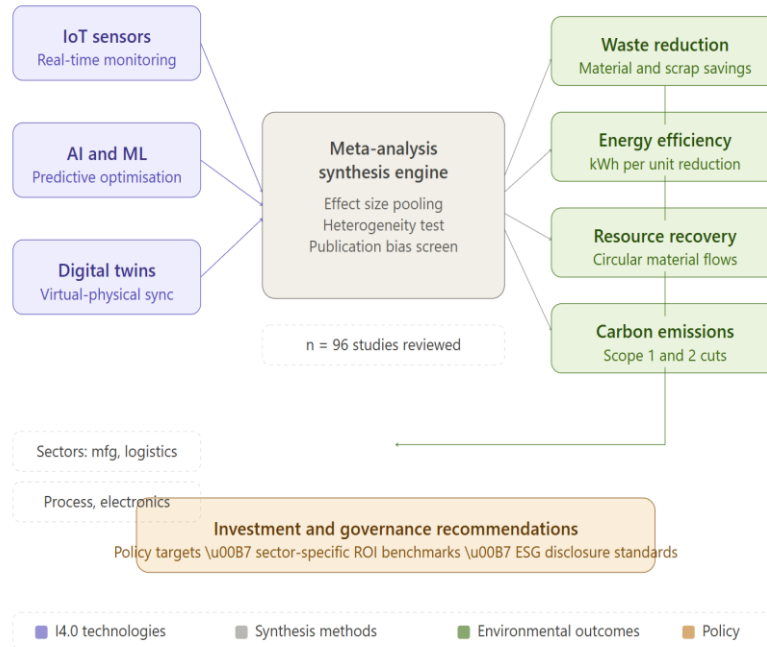 IoT sensors
Real-time monitoring
AI and ML
Predictive optimisation
Digital twins
Virtual-physical sync
Meta-analysis
synthesis engine
Effect size pooling
Heterogeneity test
Publication bias screen
n = 96 studies reviewed
Waste reduction
Material and scrap savings
Energy efficiency
kWh per unit reduction
Resource recovery
Circular material flows
Carbon emissions
Scope 1 and 2 cuts
Sectors: mfg, logistics
Process, electronics
Investment and governance recommendations
Policy targets \u00B7 sector-specific ROI benchmarks \u00B7 ESG disclosure standards
I4.0 technologies
Synthesis methods
Environmental outcomes
Policy